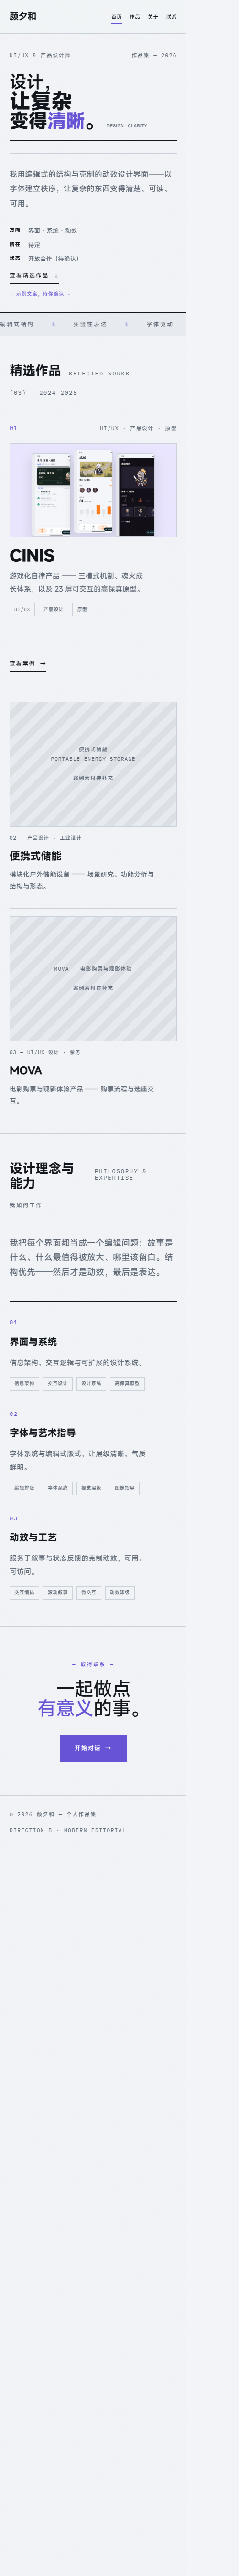 顾夕和
首页 作品 关于 联系
UI/UX & 产品设计师
作品集 — 2026
设计，
让复杂
变得清晰。
DESIGN·CLARITY
我用编辑式的结构与克制的动效设计界面——以
字体建立秩序，让复杂的东西变得清楚、可读、
可用。
方向 界面 · 系统 · 动效
所在 待定
状态 开放合作（待确认）
查看精选作品 ↓
· 示例文案，待你确认 ·
编辑式结构 实验性表达 字体驱动
精选作品 SELECTED WORKS
(03) — 2024—2026
01 UI/UX · 产品设计 · 原型
CINIS
游戏化自律产品 —— 三模式机制、魂火成
长体系，以及 23 屏可交互的高保真原型。
UI/UX 产品设计 原型
查看案例 →
便携式储能
PORTABLE ENERGY STORAGE
案例素材待补充
02 — 产品设计 · 工业设计
便携式储能
模块化户外储能设备 —— 场景研究、功能分析与
结构与形态。
MOVA — 电影购票与观影体验
案例素材待补充
03 — UI/UX 设计 · 服务
MOVA
电影购票与观影体验产品 —— 购票流程与选座交
互。
设计理念与
能力
PHILOSOPHY &
EXPERTISE
我如何工作
我把每个界面都当成一个编辑问题：故事是
什么、什么最值得被放大、哪里该留白。结
构优先——然后才是动效，最后是表达。
01
界面与系统
信息架构、交互逻辑与可扩展的设计系统。
信息架构 交互设计 设计系统 高保真原型
02
字体与艺术指导
字体系统与编辑式版式，让层级清晰、气质
鲜明。
编辑排版 字体系统 视觉层级 图像指导
03
动效与工艺
服务于叙事与状态反馈的克制动效，可用、
可访问。
交互编排 滚动叙事 微交互 动效降级
— 取得联系 —
一起做点
有意义的事。
开始对话 →
© 2026 顾夕和 — 个人作品集
DIRECTION B · MODERN EDITORIAL